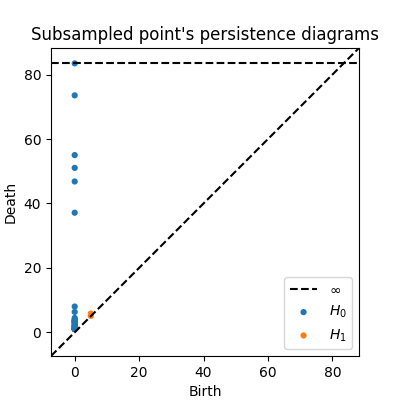 Subsampled point's persistence diagrams
80
60
40
20
0
Death
∞
H₀
H₁
0 20 40 60 80
Birth